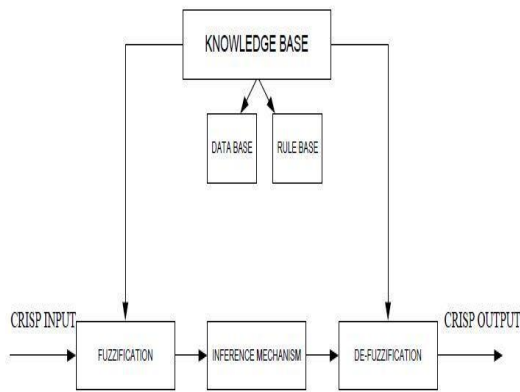 KNOWLEDGE BASE
DATA BASE
RULE BASE
CRISP INPUT
CRISP OUTPUT
FUZZIFICATION
INFERENCE MECHANISM
DE-FUZZIFICATION